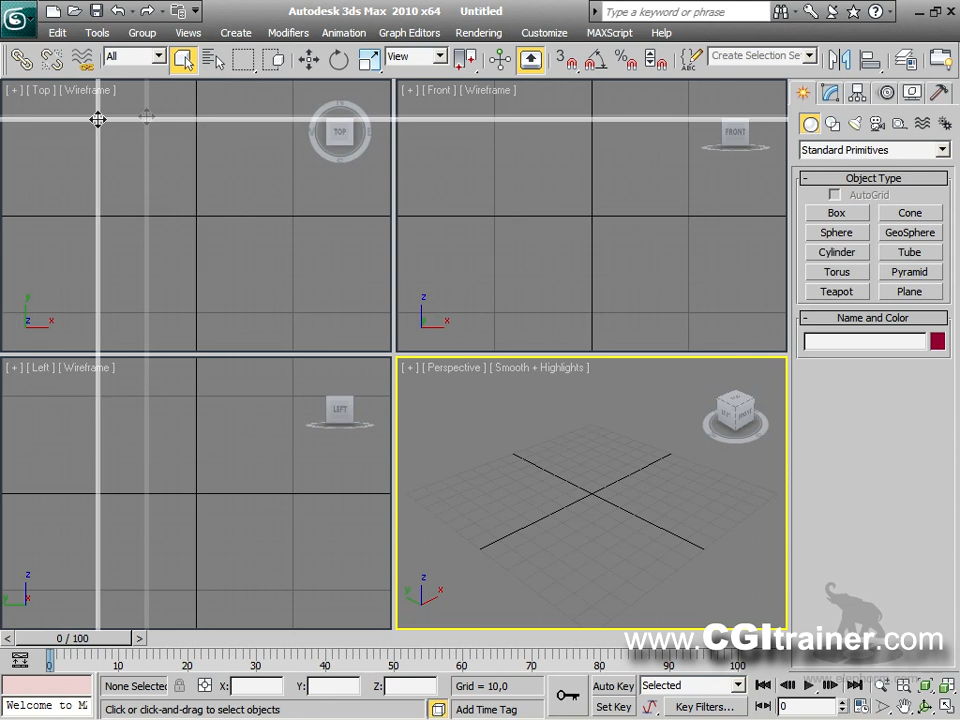 Autodesk 3ds Max 2010 x64 Untitled
Type a keyword or phrase
Edit Tools Group Views Create Modifiers Animation Graph Editors Rendering Customize MAXScript Help
All View 3 Create Selection Se
[ + ] [ Top ] [ Wireframe ]
TOP
[ + ] [ Front ] [ Wireframe ]
FRONT
Standard Primitives
- Object Type
AutoGrid
Box Cone
Sphere GeoSphere
Cylinder Tube
Torus Pyramid
Teapot Plane
- Name and Color
y
z x
z
y x
[ + ] [ Left ] [ Wireframe ]
LEFT
[ + ] [ Perspective ] [ Smooth + Highlights ]
z
y x
z
y x
< 0 / 100 >
www.CGItrainer.com
0 10 20 30 40 50 60 70 80 90 100
None Selected X: Y: Z: Grid = 10,0 Auto Key Selected
Welcome to M Click or click-and-drag to select objects Add Time Tag Set Key Key Filters... 0